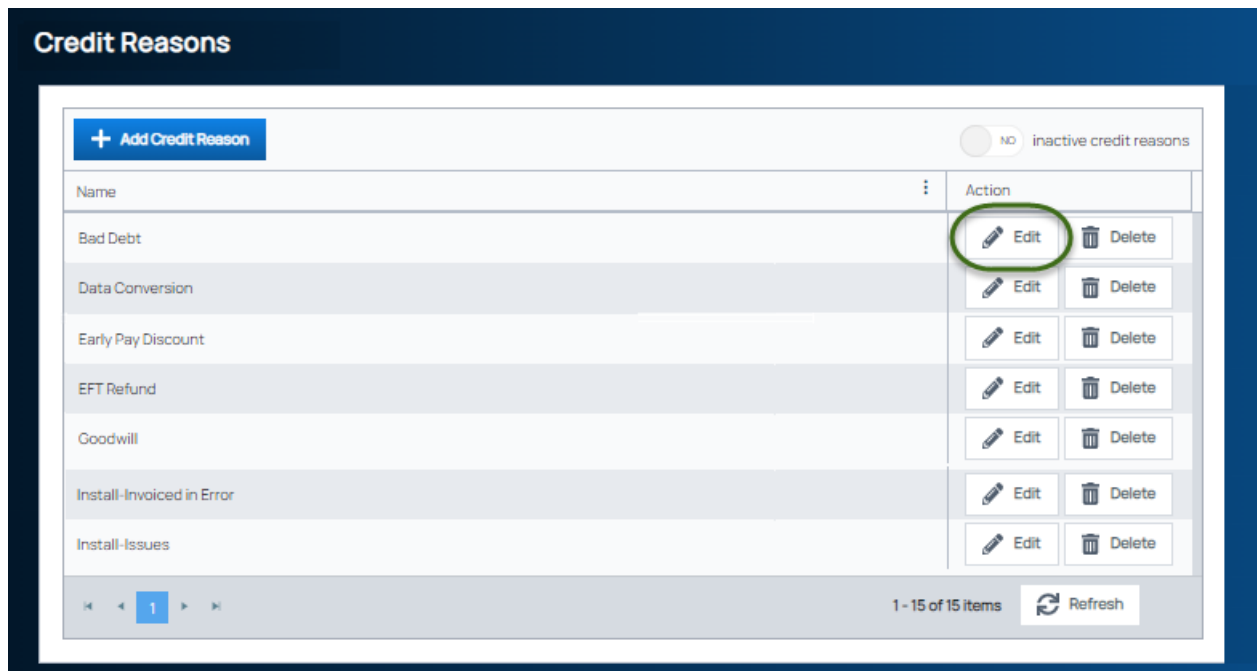 Credit Reasons
Add Credit Reason
NO inactive credit reasons
Name Action
Bad Debt Edit Delete
Data Conversion Edit Delete
Early Pay Discount Edit Delete
EFT Refund Edit Delete
Goodwill Edit Delete
Install-Invoiced in Error Edit Delete
Install-Issues Edit Delete
1 1 - 15 of 15 items Refresh